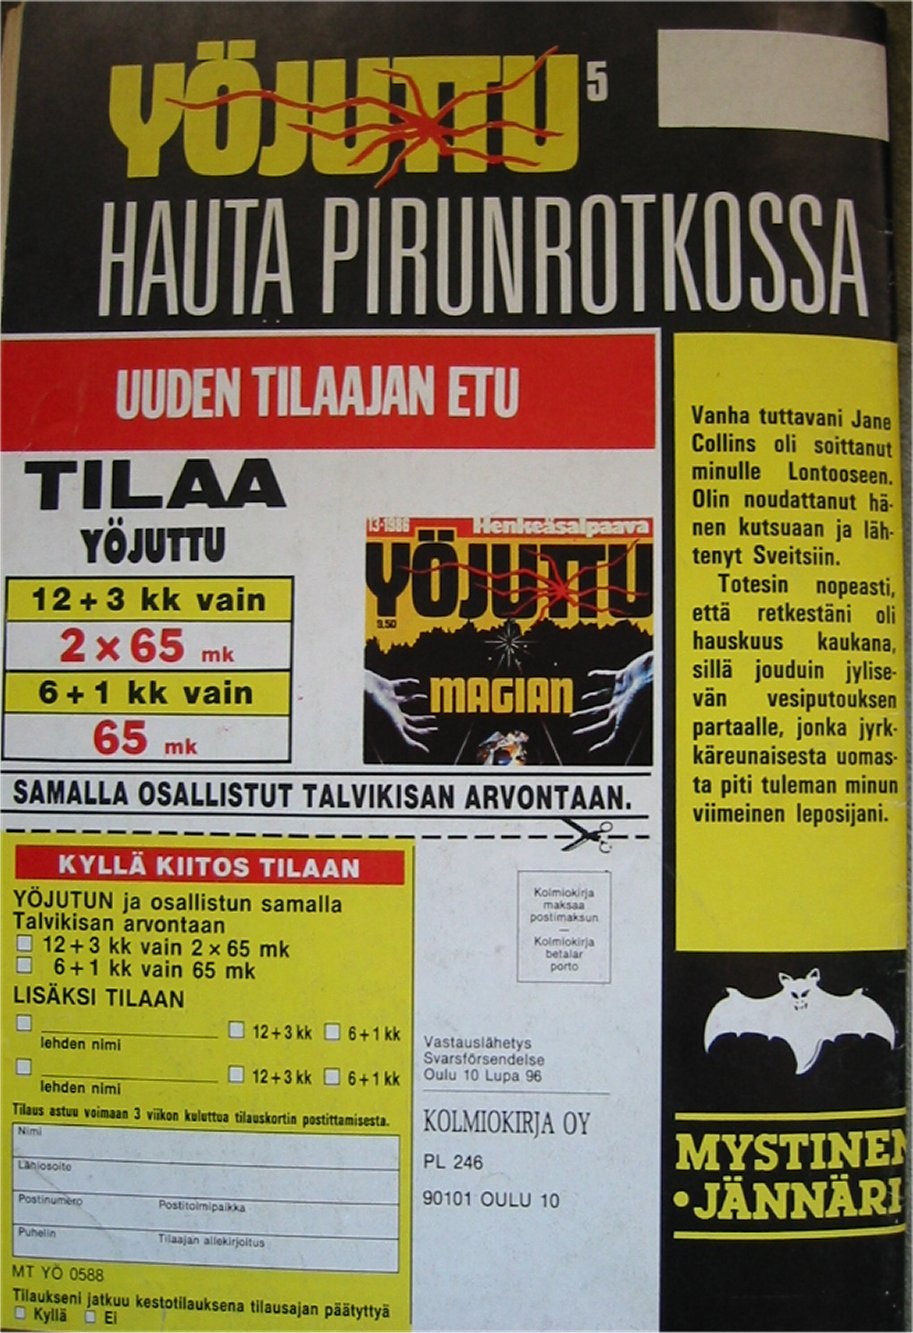 YÖJUTTU 5
HAUTA PIRUNROTKOSSA
UUDEN TILAAJAN ETU
TILAA
YÖJUTTU
12 + 3 kk vain
2 x 65 mk
6 + 1 kk vain
65 mk
13-1986 Henkeäsalpaava
YÖJUTTU
9.50
MAGIAN
SAMALLA OSALLISTUT TALVIKISAN ARVONTAAN.
KYLLÄ KIITOS TILAAN
YÖJUTUN ja osallistun samalla
Talvikisan arvontaan
12 + 3 kk vain 2 x 65 mk
6 + 1 kk vain 65 mk
LISÄKSI TILAAN
12 + 3 kk 6 + 1 kk
lehden nimi
12 + 3 kk 6 + 1 kk
lehden nimi
Tilaus astuu voimaan 3 viikon kuluttua tilauskortin postittamisesta.
Nimi
Lähiosoite
Postinumero Postitoimipaikka
Puhelin Tilaajan allekirjoitus
MT YÖ 0588
Tilaukseni jatkuu kestotilauksena tilausajan päätyttyä
Kyllä Ei
Kolmiokirja
maksaa
postimaksun
—
Kolmiokirja
betalar
porto
Vastauslähetys
Svarsförsendelse
Oulu 10 Lupa 96
KOLMIOKIRJA OY
PL 246
90101 OULU 10
Vanha tuttavani Jane
Collins oli soittanut
minulle Lontooseen.
Olin noudattanut hä-
nen kutsuaan ja läh-
tenyt Sveitsiin.
Totesin nopeasti,
että retkestäni oli
hauskuus kaukana,
sillä jouduin jylise-
vän vesiputouksen
partaalle, jonka jyrk-
käreunaisesta uomas-
ta piti tuleman minun
viimeinen leposijani.
MYSTINEN
• JÄNNÄRI